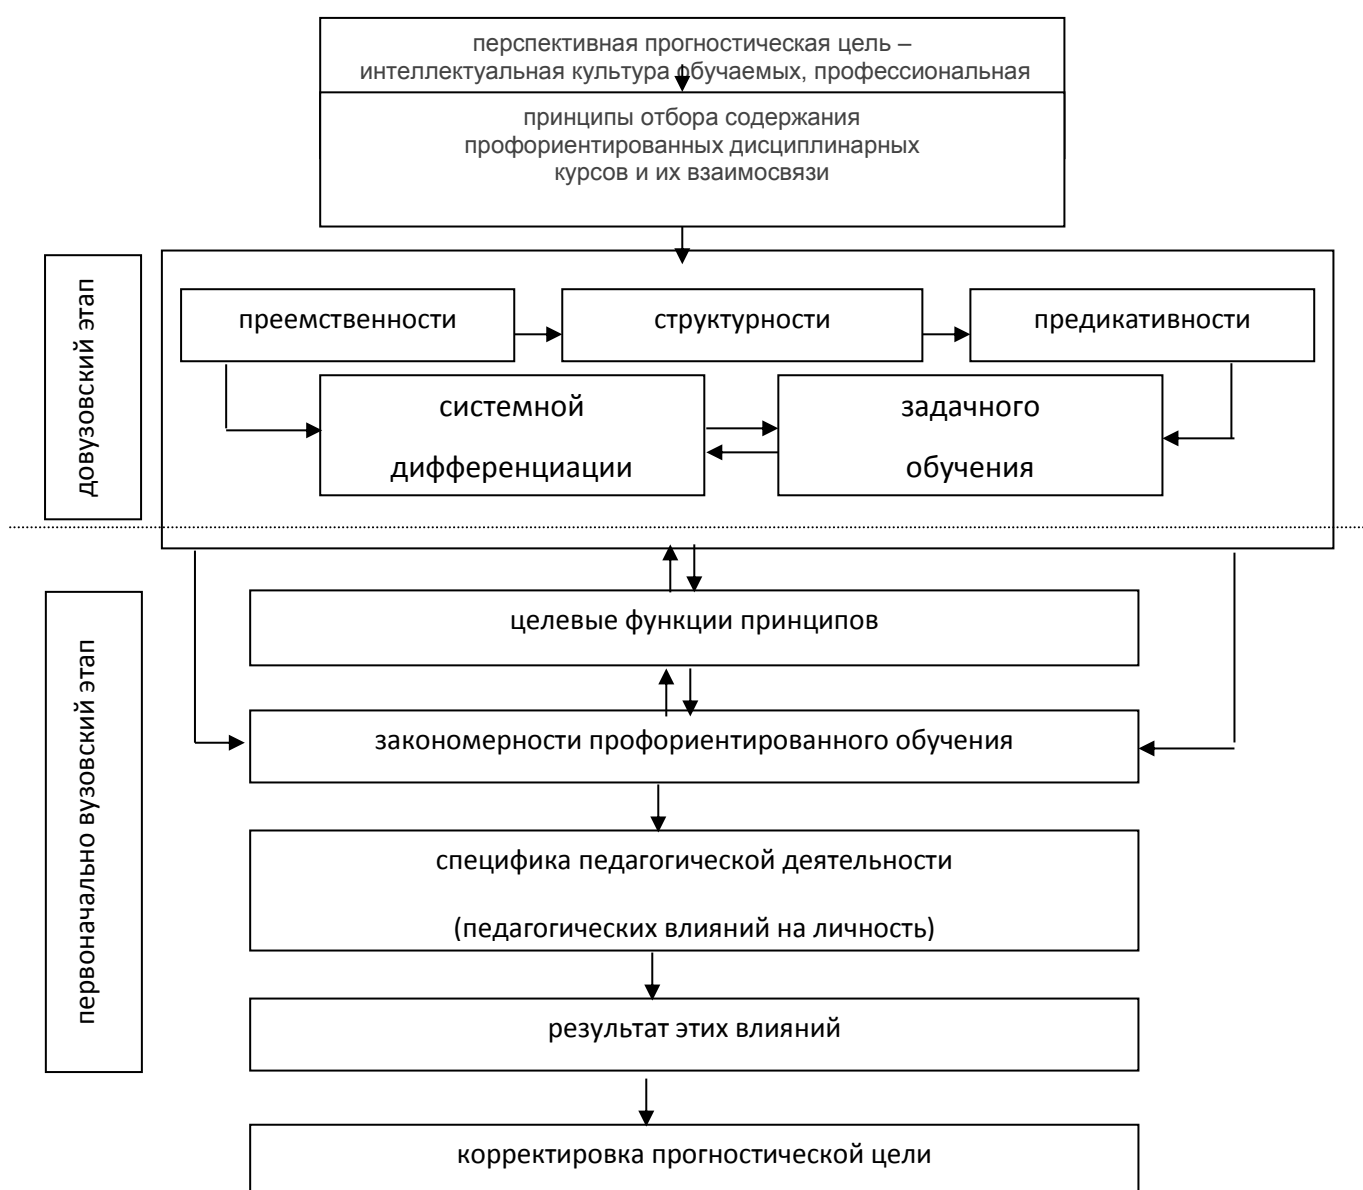 перспективная прогностическая цель –
интеллектуальная культура обучаемых, профессиональная
принципы отбора содержания
профориентированных дисциплинарных
курсов и их взаимосвязи
довузовский этап
преемственности
структурности
предикативности
системной
дифференциации
задачного
обучения
первоначально вузовский этап
целевые функции принципов
закономерности профориентированного обучения
специфика педагогической деятельности
(педагогических влияний на личность)
результат этих влияний
корректировка прогностической цели